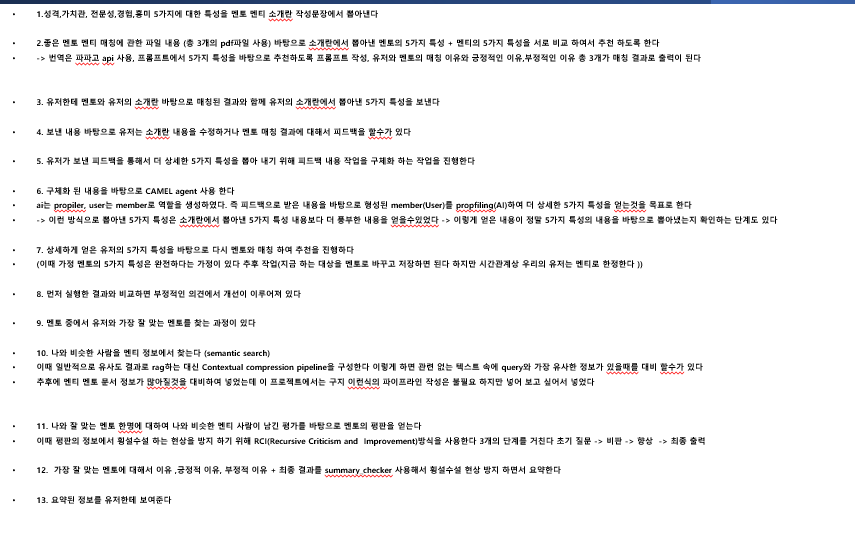 1.성격,가치관, 전문성,경험,흥미 5가지에 대한 특성을 멘토 멘티 소개란 작성문장에서 뽑아낸다
2.좋은 멘토 멘티 매칭에 관한 파일 내용 (총 3개의 pdf파일 사용) 바탕으로 소개란에서 뽑아낸 멘토의 5가지 특성 + 멘티의 5가지 특성을 서로 비교 하여서 추천 하도록 한다
-> 번역은 파파고 api 사용, 프롬프트에서 5가지 특성을 바탕으로 추천하도록 프롬프트 작성, 유저와 멘토의 매칭 이유와 긍정적인 이유,부정적인 이유 총 3개가 매칭 결과로 출력이 된다
3. 유저한테 멘토와 유저의 소개란 바탕으로 매칭된 결과와 함께 유저의 소개란에서 뽑아낸 5가지 특성을 보낸다
4. 보낸 내용 바탕으로 유저는 소개란 내용을 수정하거나 멘토 매칭 결과에 대해서 피드백을 할수가 있다
5. 유저가 보낸 피드백을 통해서 더 상세한 5가지 특성을 뽑아 내기 위해 피드백 내용 작업을 구체화 하는 작업을 진행한다
6. 구체화 된 내용을 바탕으로 CAMEL agent 사용 한다
ai는 propiler, user는 member로 역할을 생성하였다. 즉 피드백으로 받은 내용을 바탕으로 형성된 member(User)를 propfiling(AI)하여 더 상세한 5가지 특성을 얻는것을 목표로 한다
-> 이런 방식으로 뽑아낸 5가지 특성은 소개란에서 뽑아낸 5가지 특성 내용보다 더 풍부한 내용을 얻을수있었다 -> 이렇게 얻은 내용이 정말 5가지 특성의 내용을 바탕으로 뽑아냈는지 확인하는 단계도 있다
7. 상세하게 얻은 유저의 5가지 특성을 바탕으로 다시 멘토와 매칭 하여 추천을 진행하다
(이때 가정 멘토의 5가지 특성은 완전하다는 가정이 있다 추후 작업(지금 하는 대상을 멘토로 바꾸고 저장하면 된다 하지만 시간관계상 우리의 유저는 멘티로 한정한다 ))
8. 먼저 실행한 결과와 비교하면 부정적인 의견에서 개선이 이루어져 있다
9. 멘토 중에서 유저와 가장 잘 맞는 멘토를 찾는 과정이 있다
10. 나와 비슷한 사람을 멘티 정보에서 찾는다 (semantic search)
이때 일반적으로 유사도 결과로 rag하는 대신 Contextual compression pipeline을 구성한다 이렇게 하면 관련 없는 텍스트 속에 query와 가장 유사한 정보가 있을때를 대비 할수가 있다
추후에 멘티 멘토 문서 정보가 많아질것을 대비하여 넣었는데 이 프로젝트에서는 구지 이런식의 파이프라인 작성은 불필요 하지만 넣어 보고 싶어서 넣었다
11. 나와 잘 맞는 멘토 한명에 대하여 나와 비슷한 멘티 사람이 남긴 평가를 바탕으로 멘토의 평판을 얻는다
이때 평판의 정보에서 횡설수설 하는 현상을 방지 하기 위해 RCI(Recursive Criticism and Improvement)방식을 사용한다 3개의 단계를 거친다 초기 질문 -> 비판 -> 향상 -> 최종 출력
12. 가장 잘 맞는 멘토에 대해서 이유 ,긍정적 이유, 부정적 이유 + 최종 결과를 summary_checker 사용해서 횡설수설 현상 방지 하면서 요약한다
13. 요약된 정보를 유저한테 보여준다